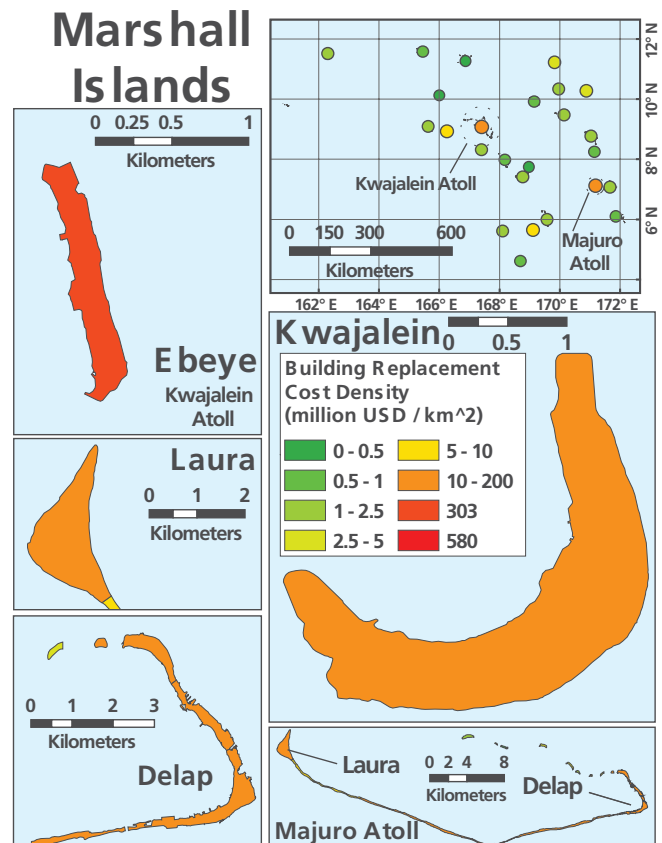 Marshall
Islands
0 0.25 0.5 1
Kilometers
Ebeye
Kwajalein
Atoll
12° N
10° N
8° N
6° N
Kwajalein Atoll
Majuro
Atoll
0 150 300 600
Kilometers
162° E 164° E 166° E 168° E 170° E 172° E
Kwajalein
0 0.5 1
Building Replacement
Cost Density
(million USD / km^2)
0 - 0.5
0.5 - 1
1 - 2.5
2.5 - 5
5 - 10
10 - 200
303
580
Laura
0 1 2
Kilometers
0 1 2 3
Kilometers
Delap
Laura
0 2 4 8
Kilometers
Delap
Majuro Atoll